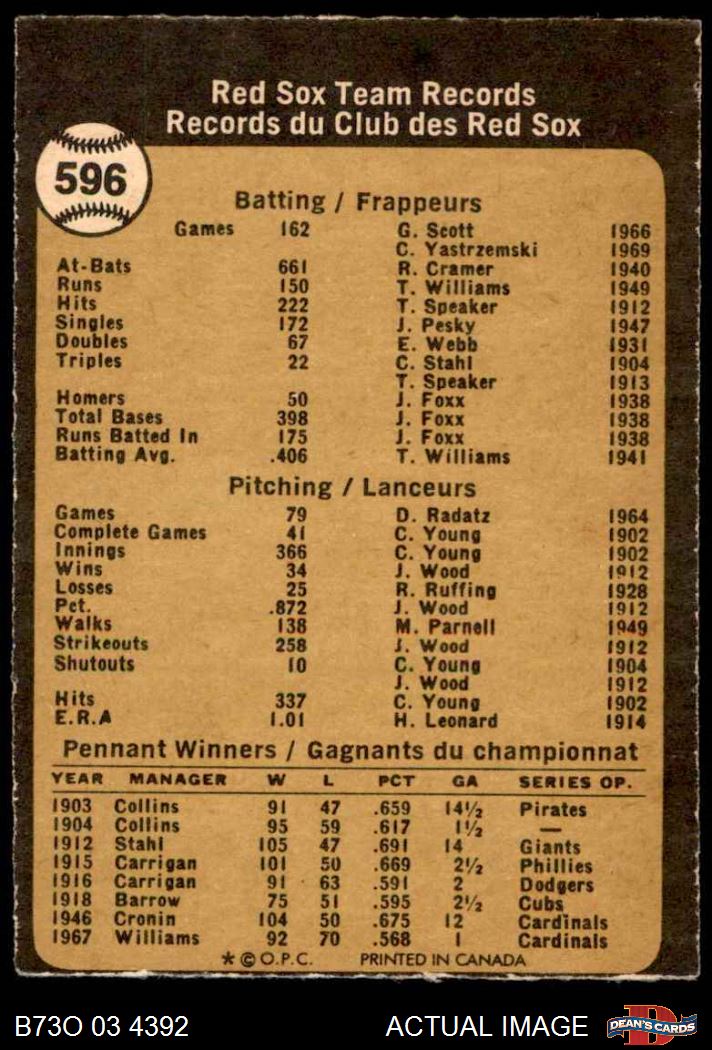 Red Sox Team Records
Records du Club des Red Sox
596
Batting / Frappeurs
Games 162 G. Scott 1966
C. Yastrzemski 1969
At-Bats 661 R. Cramer 1940
Runs 150 T. Williams 1949
Hits 222 T. Speaker 1912
Singles 172 J. Pesky 1947
Doubles 67 E. Webb 1931
Triples 22 C. Stahl 1904
T. Speaker 1913
Homers 50 J. Foxx 1938
Total Bases 398 J. Foxx 1938
Runs Batted In 175 J. Foxx 1938
Batting Avg. .406 T. Williams 1941
Pitching / Lanceurs
Games 79 D. Radatz 1964
Complete Games 41 C. Young 1902
Innings 366 C. Young 1902
Wins 34 J. Wood 1912
Losses 25 R. Ruffing 1928
Pct. .872 J. Wood 1912
Walks 138 M. Parnell 1949
Strikeouts 258 J. Wood 1912
Shutouts 10 C. Young 1904
J. Wood 1912
Hits 337 C. Young 1902
E.R.A 1.01 H. Leonard 1914
Pennant Winners / Gagnants du championnat
YEAR MANAGER W L PCT GA SERIES OP.
1903 Collins 91 47 .659 14½ Pirates
1904 Collins 95 59 .617 1½ —
1912 Stahl 105 47 .691 14 Giants
1915 Carrigan 101 50 .669 2½ Phillies
1916 Carrigan 91 63 .591 2 Dodgers
1918 Barrow 75 51 .595 2½ Cubs
1946 Cronin 104 50 .675 12 Cardinals
1967 Williams 92 70 .568 1 Cardinals
* © O.P.C. PRINTED IN CANADA
B73O 03 4392 ACTUAL IMAGE D DEAN'S CARDS